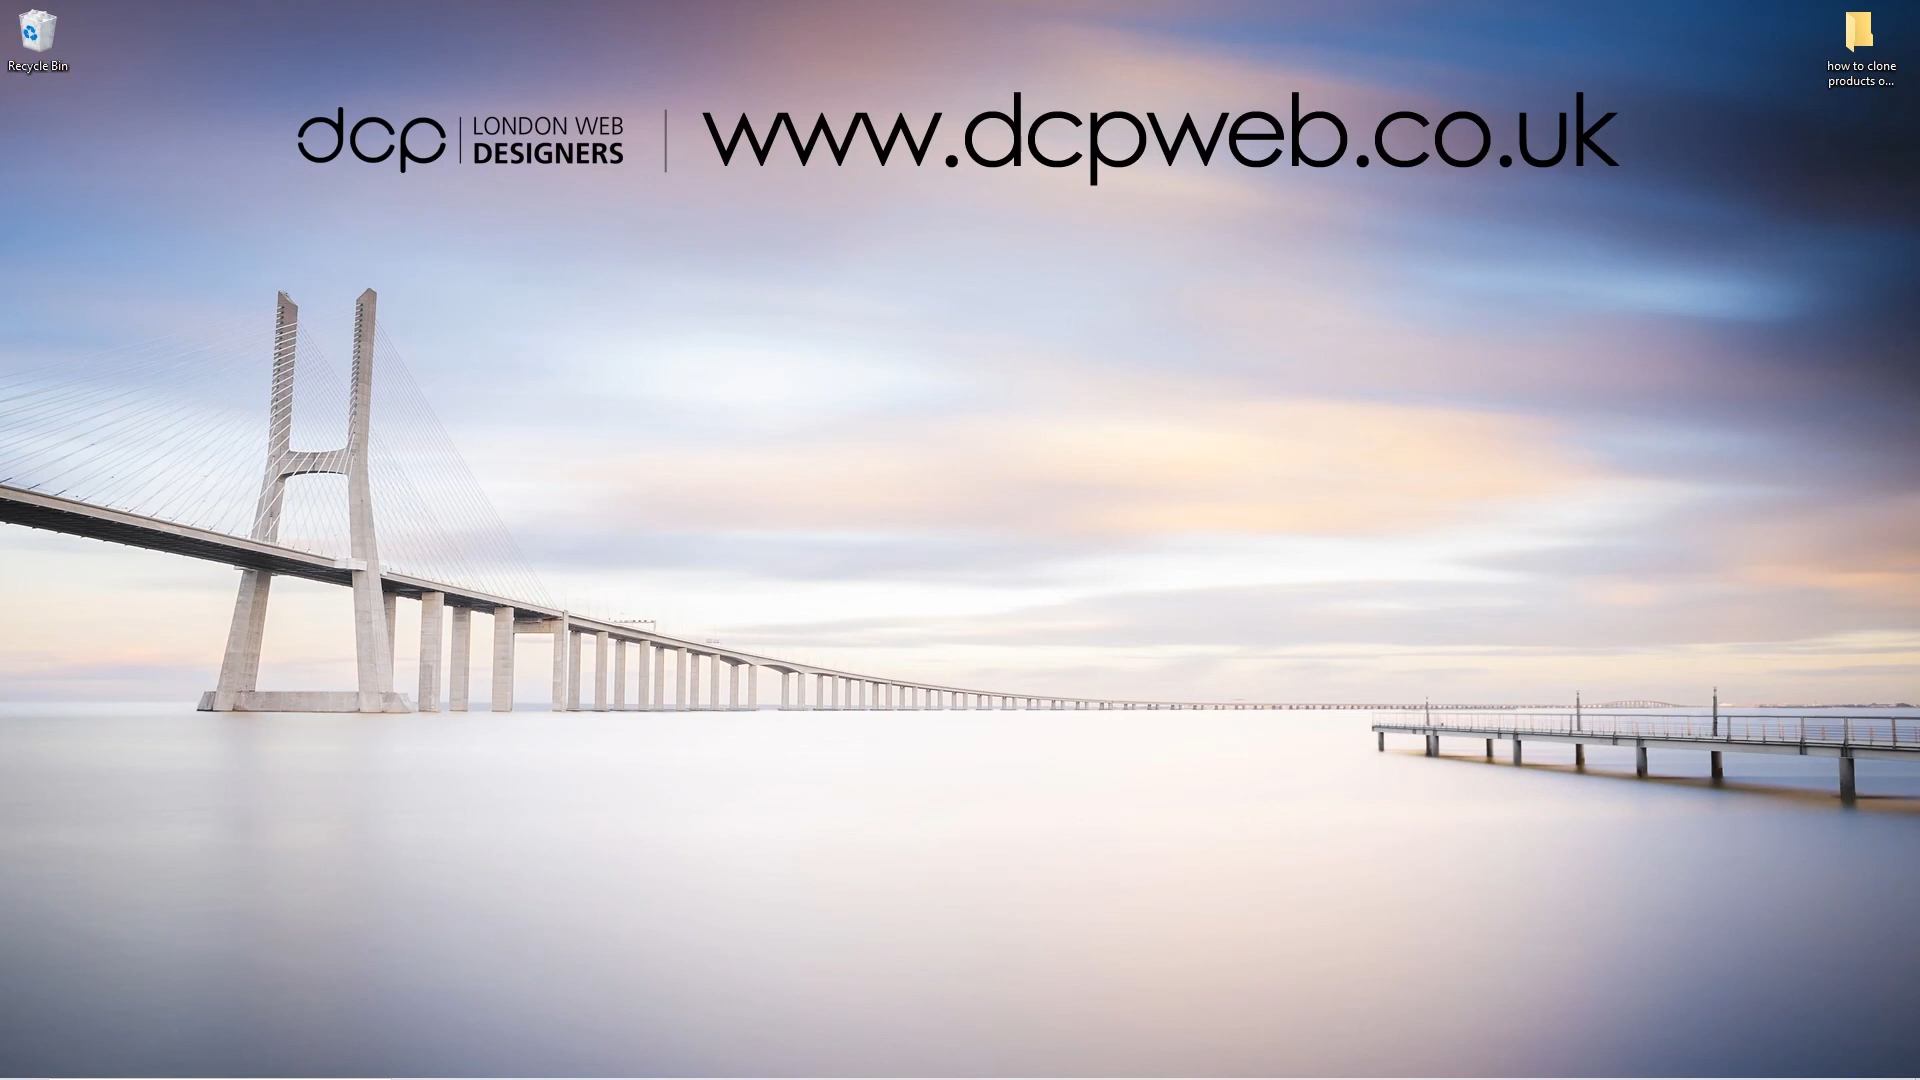 Recycle Bin
how to clone
products o...
dcp
LONDON WEB
DESIGNERS
www.dcpweb.co.uk